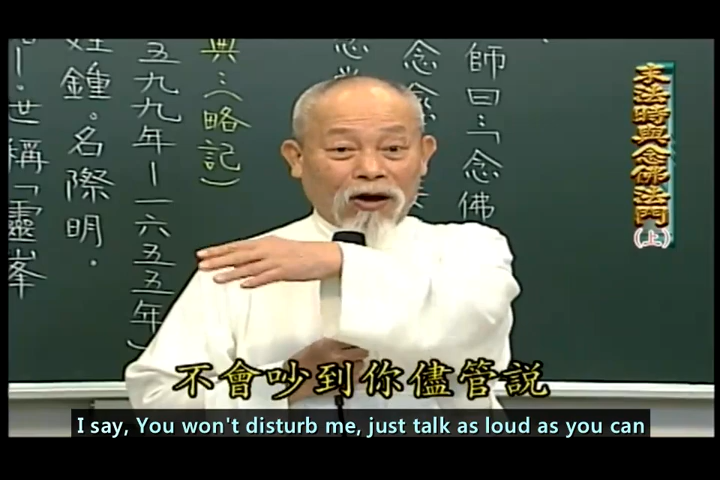 末法時與念佛法門
(上)
師曰:「念佛
念念
略記)
五九九年—一六五五年)
姓鍾。名際明．
世稱「靈峯
不會吵到你儘管說
I say, You won't disturb me, just talk as loud as you can